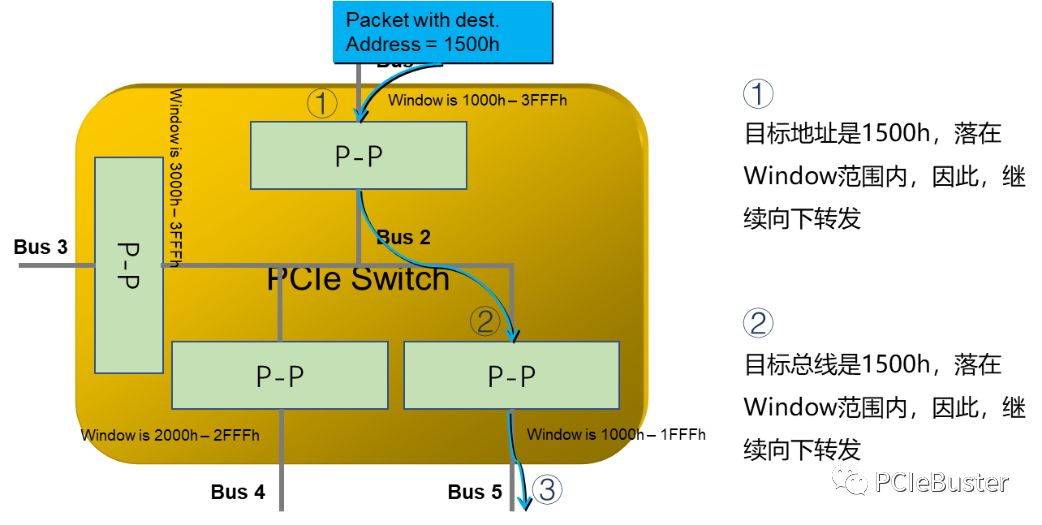 Packet with dest.
Address = 1500h
Bus
①
Window is 1000h – 3FFFh
P-P
Window is 3000h – 3FFFh
P-P
Bus 3
Bus 2
PCIe Switch
②
P-P
P-P
Window is 2000h – 2FFFh
Window is 1000h – 1FFFh
Bus 4
Bus 5
③
①
目标地址是1500h，落在
Window范围内，因此，继
续向下转发
②
目标总线是1500h，落在
Window范围内，因此，继
续向下转发
PCIeBuster